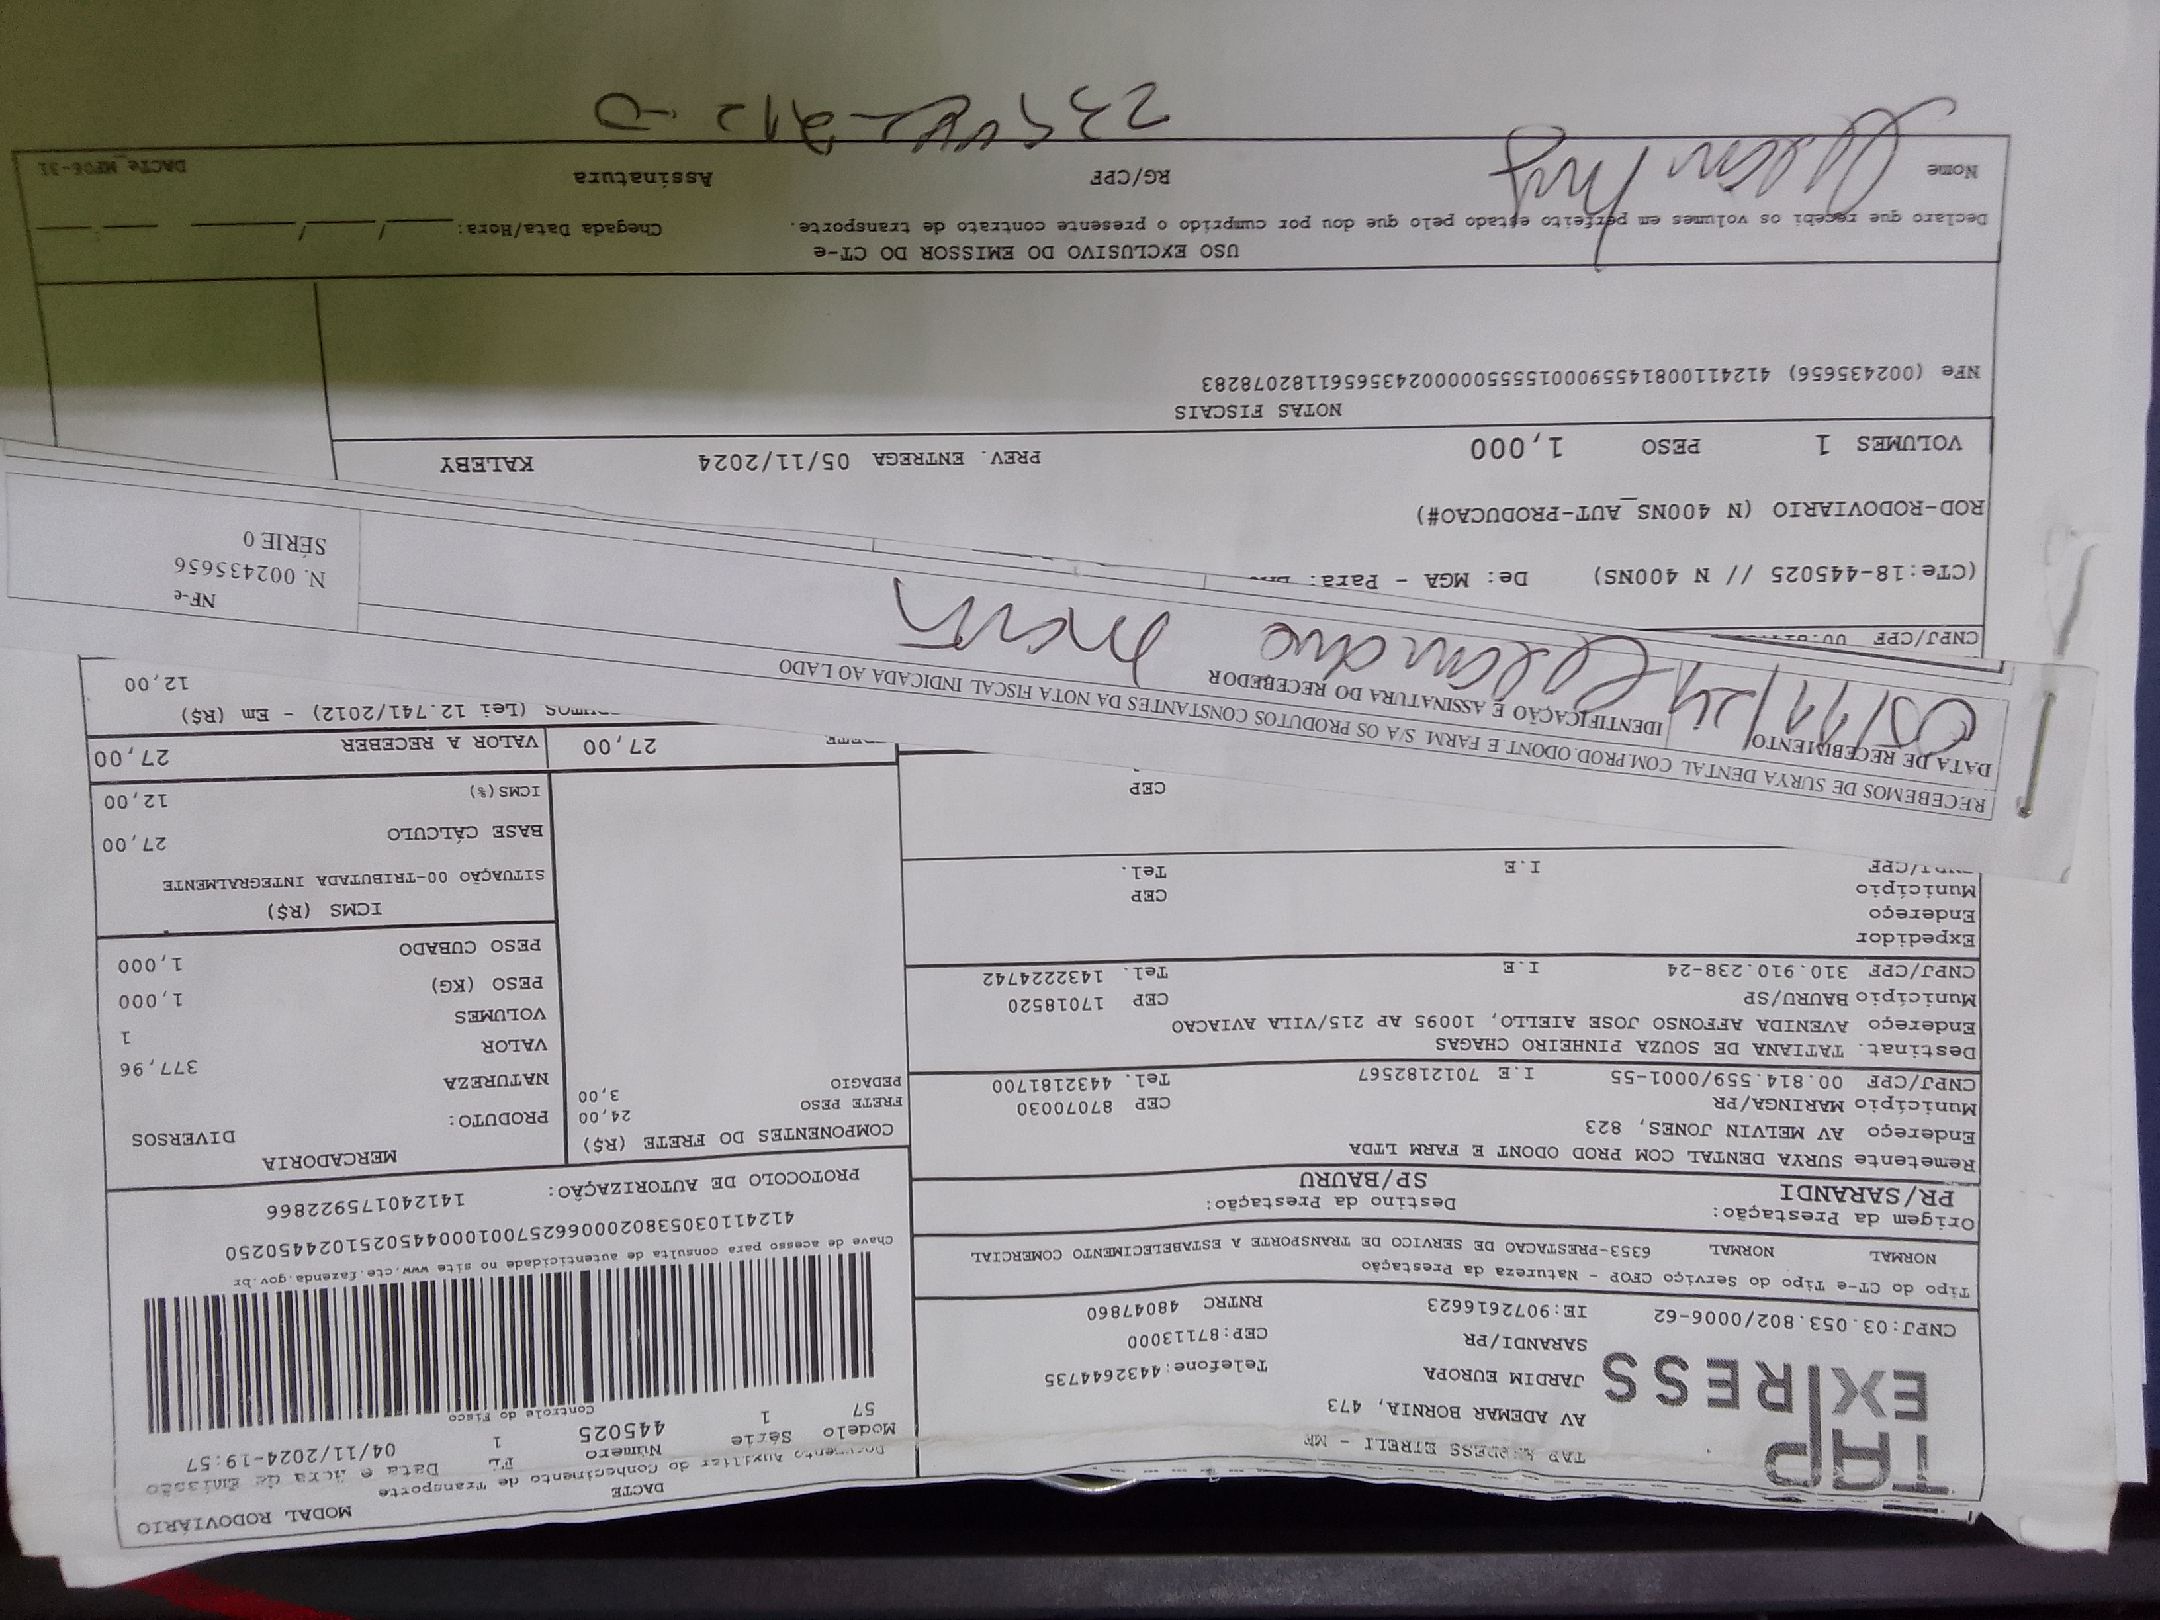 MODAL RODOVIÁRIO
DACTE
Documento Auxiliar do Conhecimento de Transporte
Modelo Série Número FL Data e Hora de Emissão
57 1 445025 1 04/11/2024-19:57
Controle do Fisco
Chave de acesso para consulta de autenticidade no site www.cte.fazenda.gov.br
41241103053802000662570010004450251024450250
PROTOCOLO DE AUTORIZAÇÃO: 141240175922866
TAP EXPRESS
TAP EXPRESS EIRELI - ME
AV ADEMAR BORNIA, 473
JARDIM EUROPA Telefone:4432644735
SARANDI/PR CEP:87113000
CNPJ:03.053.802/0006-62 IE:9072616623 RNTRC 48047860
Tipo do CT-e Tipo do Serviço CFOP - Natureza da Prestação
NORMAL NORMAL 6353-PRESTACAO DE SERVICO DE TRANSPORTE A ESTABELECIMENTO COMERCIAL
Origem da Prestação: Destino da Prestação:
PR/SARANDI SP/BAURU
Remetente SURYA DENTAL COM PROD ODONT E FARM LTDA
Endereço AV MELVIN JONES, 823
Município MARINGA/PR CEP 87070030
CNPJ/CPF 00.814.559/0001-55 I.E 7012182567 Tel. 4432181700
Destinat. TATIANA DE SOUZA PINHEIRO CHAGAS
Endereço AVENIDA AFFONSO JOSE AIELLO, 10095 AP 215/VILA AVIACAO
Município BAURU/SP CEP 17018520
CNPJ/CPF 310.910.238-24 I.E Tel. 1432224742
Expedidor
Endereço
Município CEP
CNPJ/CPF I.E Tel.
CEP
COMPONENTES DO FRETE (R$)
FRETE PESO 24,00
PEDAGIO 3,00
27,00
MERCADORIA
PRODUTO: DIVERSOS
NATUREZA
VALOR 377,96
VOLUMES 1
PESO (KG) 1,000
PESO CUBADO 1,000
ICMS (R$)
SITUAÇÃO 00-TRIBUTADA INTEGRALMENTE
BASE CÁLCULO 27,00
ICMS(%) 12,00
VALOR A RECEBER 27,00
(Lei 12.741/2012) - Em (R$) 12,00
RECEBEMOS DE SURYA DENTAL COM.PROD.ODONT E FARM. S/A OS PRODUTOS CONSTANTES DA NOTA FISCAL INDICADA AO LADO
DATA DE RECEBIMENTO IDENTIFICAÇÃO E ASSINATURA DO RECEBEDOR
05/11/24
NF-e
N. 002435656
SÉRIE 0
CNPJ/CPF
(CTe:18-445025 // N 400NS) De: MGA - Para:
ROD-RODOVIARIO (N 400NS_AUT-PRODUCAO#)
VOLUMES 1 PESO 1,000 PREV. ENTREGA 05/11/2024 KALEBY
NOTAS FISCAIS
NFe (002435656) 41241100814559000155550000024356561182078283
USO EXCLUSIVO DO EMISSOR DO CT-e
Declaro que recebi os volumes em perfeito estado pelo que dou por cumprido o presente contrato de transporte. Chegada Data/Hora: ___/___/___ __:__
Nome RG/CPF Assinatura DACTe_MP06-31